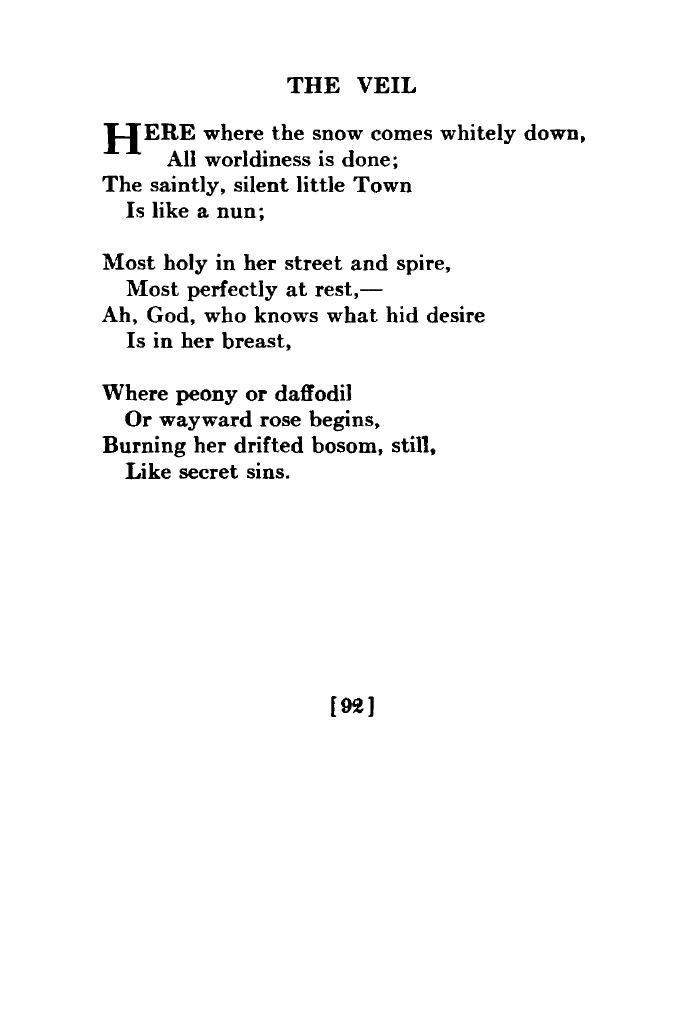 THE VEIL
HERE where the snow comes whitely down,
All worldiness is done;
The saintly, silent little Town
Is like a nun;
Most holy in her street and spire,
Most perfectly at rest,—
Ah, God, who knows what hid desire
Is in her breast,
Where peony or daffodil
Or wayward rose begins,
Burning her drifted bosom, still,
Like secret sins.
[92]